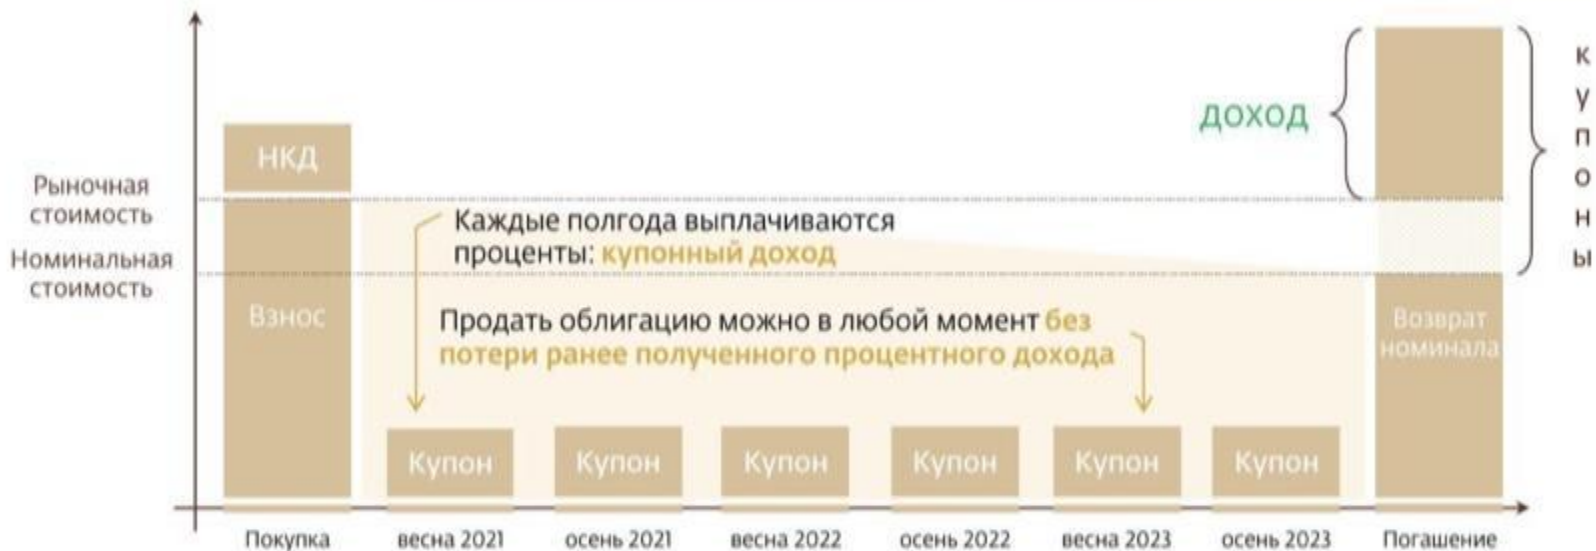 НКД
Рыночная
стоимость
Номинальная
стоимость
Взнос
Каждые полгода выплачиваются
проценты: купонный доход
Продать облигацию можно в любой момент без
потери ранее полученного процентного дохода
ДОХОД
купоны
Возврат
номинала
Купон
Купон
Купон
Купон
Купон
Купон
Покупка
весна 2021
осень 2021
весна 2022
осень 2022
весна 2023
осень 2023
Погашение